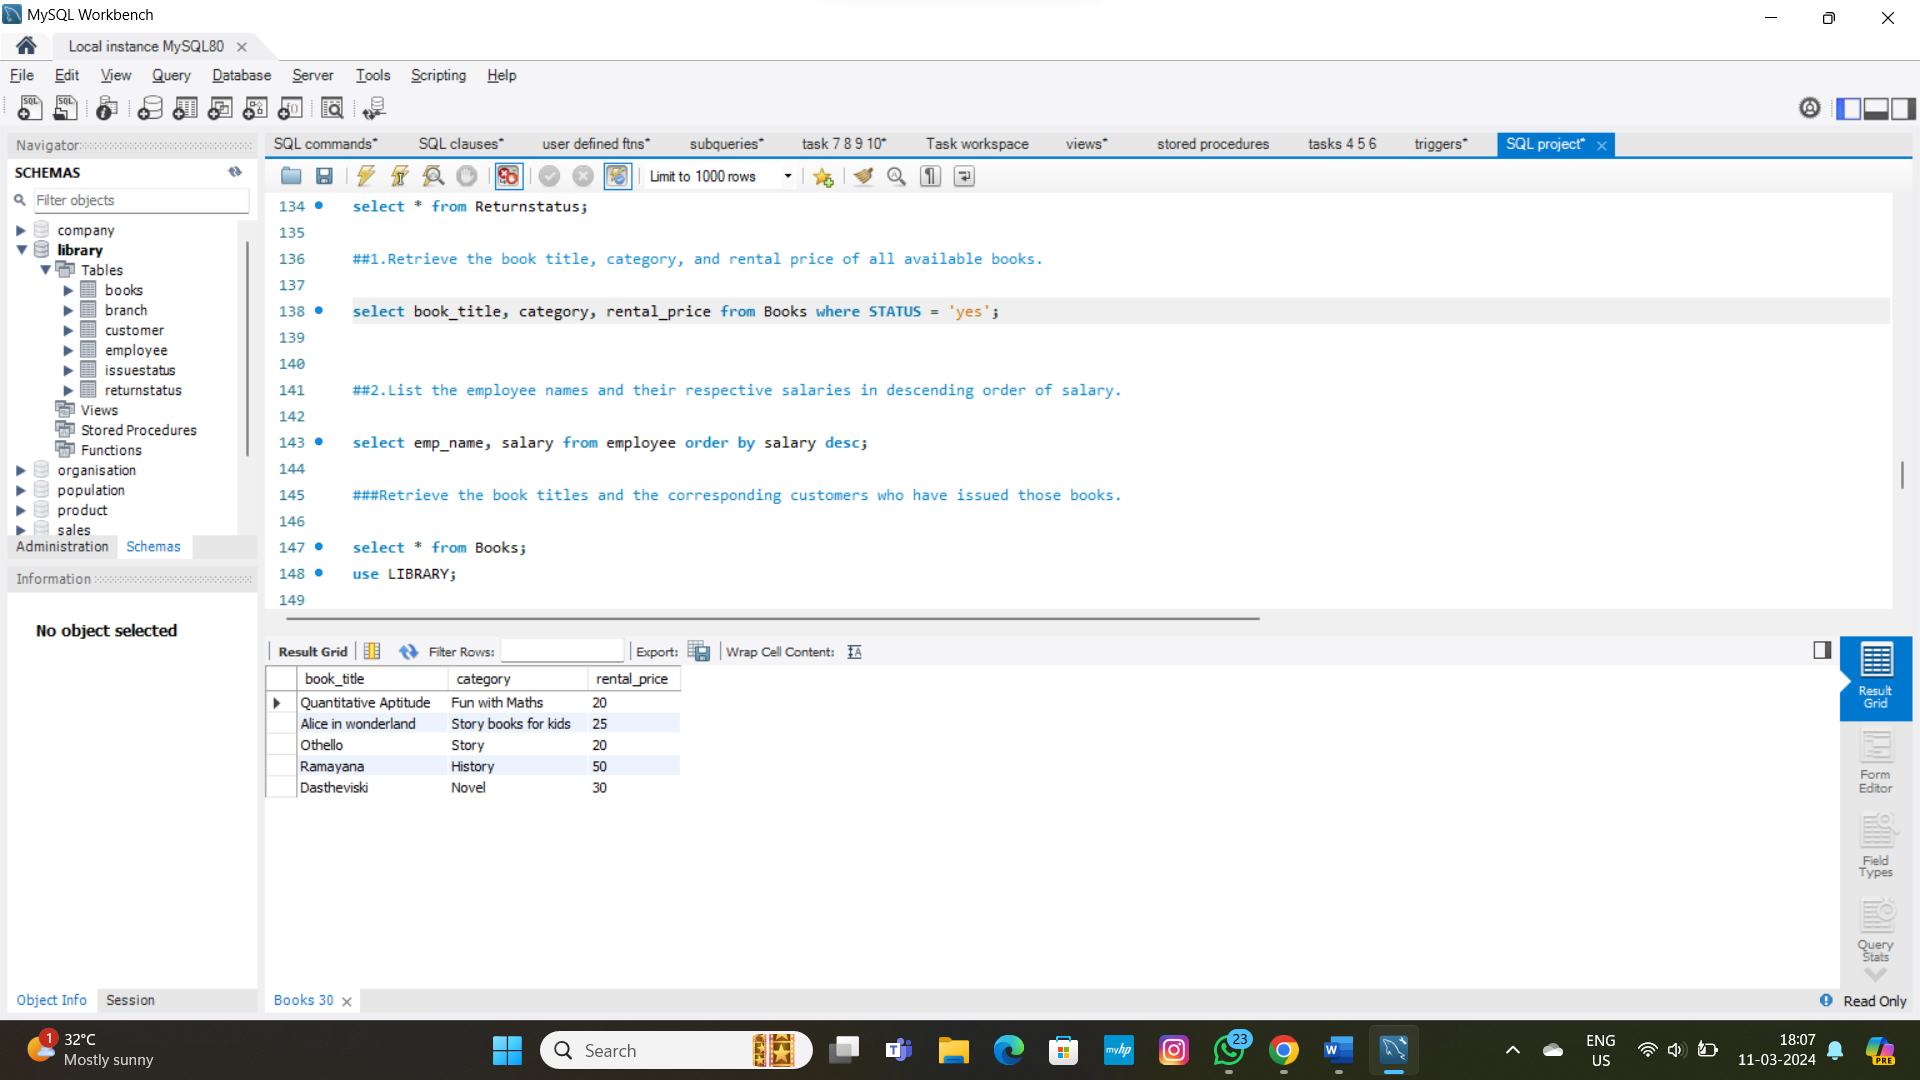 MySQL Workbench
Local instance MySQL80
File Edit View Query Database Server Tools Scripting Help
Navigator
SCHEMAS
Filter objects
company
library
Tables
books
branch
customer
employee
issuestatus
returnstatus
Views
Stored Procedures
Functions
organisation
population
product
sales
Administration Schemas
Information
No object selected
Object Info Session
SQL commands* SQL clauses* user defined ftns* subqueries* task 7 8 9 10* Task workspace views* stored procedures tasks 4 5 6 triggers* SQL project*
Limit to 1000 rows
134 select * from Returnstatus;
135
136 ##1.Retrieve the book title, category, and rental price of all available books.
137
138 select book_title, category, rental_price from Books where STATUS = 'yes';
139
140
141 ##2.List the employee names and their respective salaries in descending order of salary.
142
143 select emp_name, salary from employee order by salary desc;
144
145 ###Retrieve the book titles and the corresponding customers who have issued those books.
146
147 select * from Books;
148 use LIBRARY;
149
Result Grid Filter Rows: Export: Wrap Cell Content:
book_title category rental_price
Quantitative Aptitude Fun with Maths 20
Alice in wonderland Story books for kids 25
Othello Story 20
Ramayana History 50
Dastheviski Novel 30
Result
Grid
Form
Editor
Field
Types
Query
Stats
Books 30
Read Only
1
32°C
Mostly sunny
Search
myhp
23
ENG
US
18:07
11-03-2024
PRE